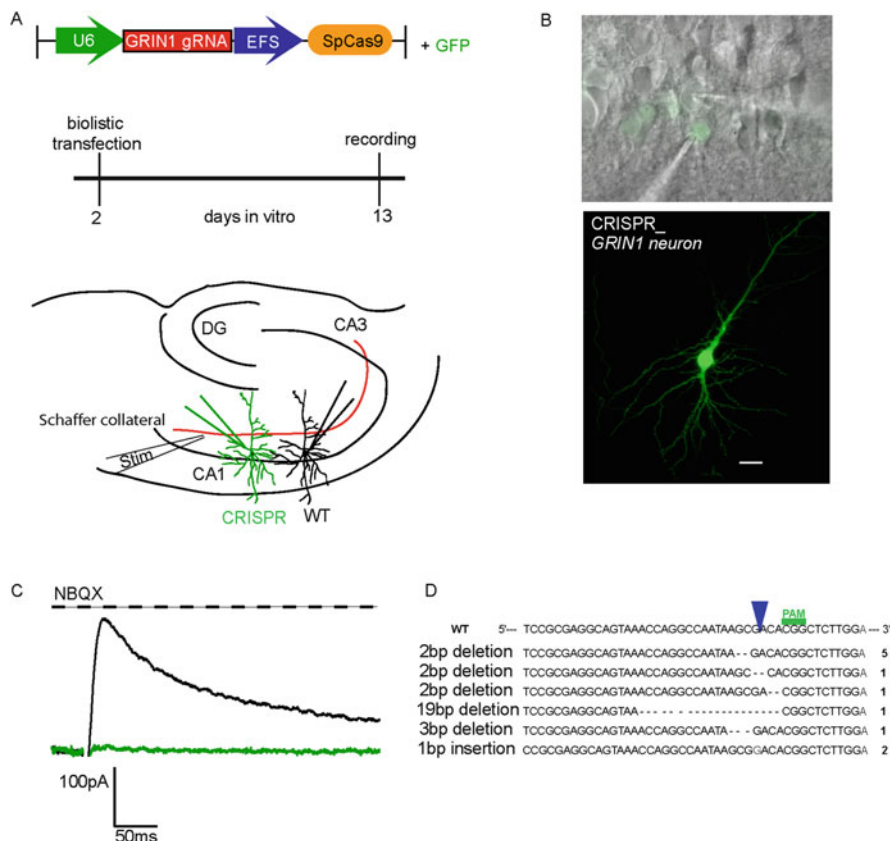 A
U6 GRIN1 gRNA EFS SpCas9 + GFP
biolistic
transfection
recording
2 days in vitro 13
DG
CA3
Schaffer collateral
Stim
CA1
CRISPR
WT
B
CRISPR_
GRIN1 neuron
C
NBQX
100pA
50ms
D
PAM
WT 5'--- TCCGCGAGGCAGTAAACCAGGCCAATAAGCGACACGGCTCTTGGA --- 3'
2bp deletion TCCGCGAGGCAGTAAACCAGGCCAATAA--GACACGGCTCTTGGA 5
2bp deletion TCCGCGAGGCAGTAAACCAGGCCAATAAGC--CACGGCTCTTGGA 1
2bp deletion TCCGCGAGGCAGTAAACCAGGCCAATAAGCGA--CGGCTCTTGGA 1
19bp deletion TCCGCGAGGCAGTAA-------------------CGGCTCTTGGA 1
3bp deletion TCCGCGAGGCAGTAAACCAGGCCAATA---GACACGGCTCTTGGA 1
1bp insertion CCGCGAGGCAGTAAACCAGGCCAATAAGCGGACACGGCTCTTGGA 2